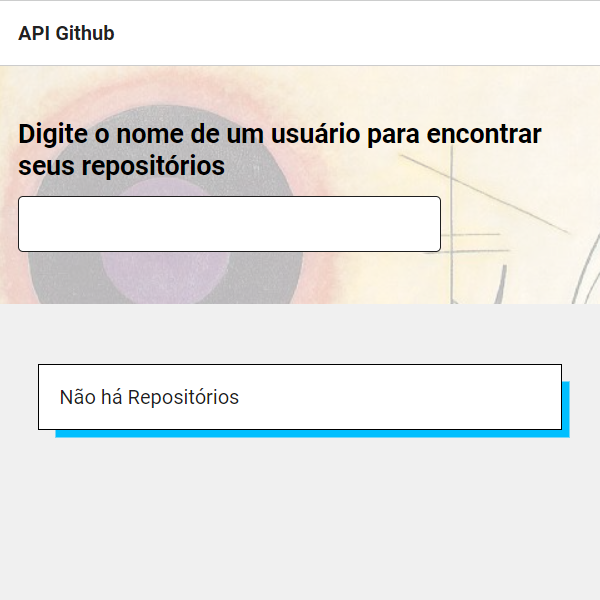 API Github
Digite o nome de um usuário para encontrar
seus repositórios
Não há Repositórios